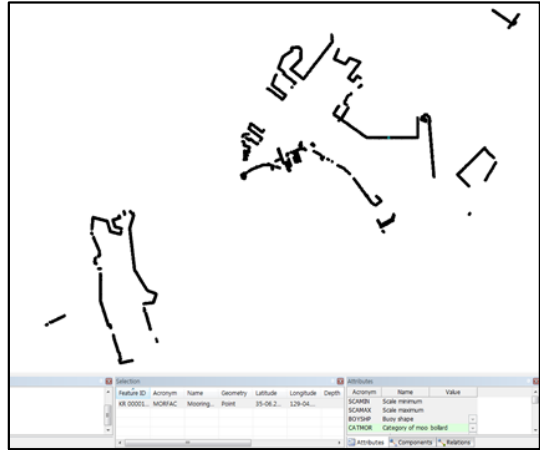 Selection
Attributes
Feature ID Acronym Name Geometry Latitude Longitude Depth
KR 00001... MORFAC Mooring... Point 35-06.2... 129-04....
Acronym Name Value
SCAMIN Scale minimum
SCAMAX Scale maximum
BOYSHP Buoy shape
CATMOR Category of moo bollard
Attributes Components Relations